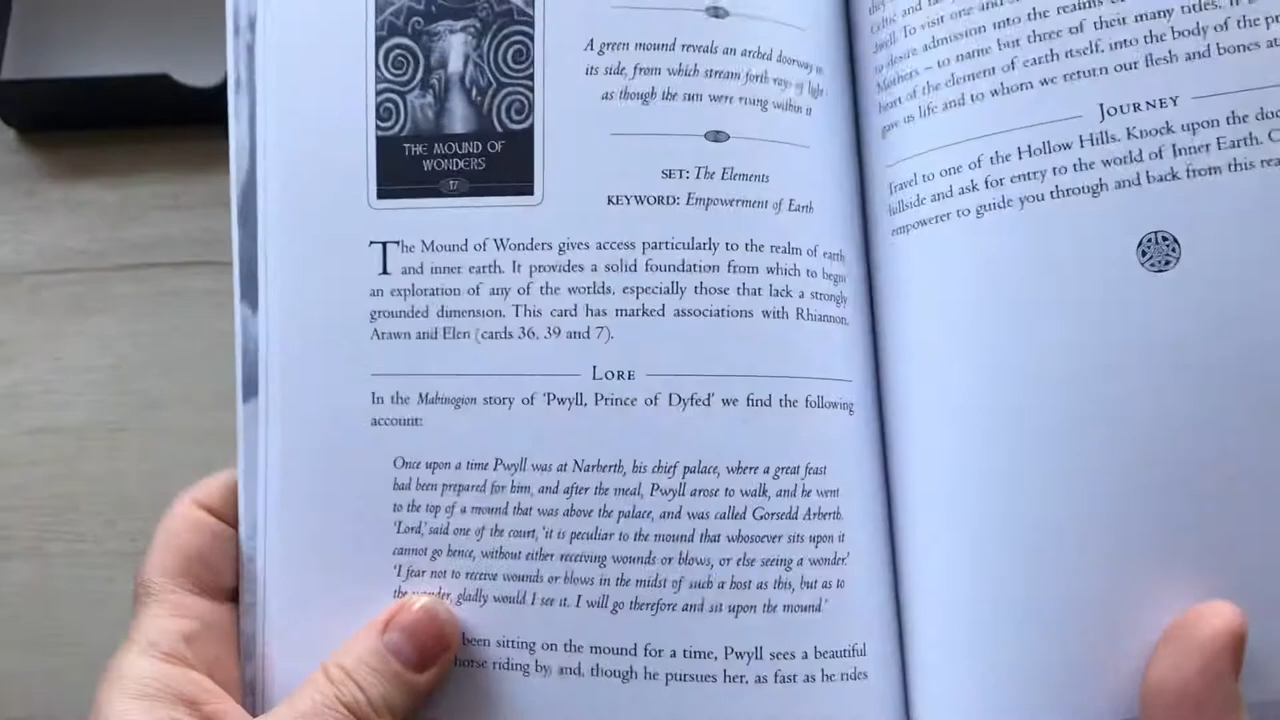 THE MOUND OF
WONDERS
17
A green mound reveals an arched doorway in
its side, from which stream forth rays of light
as though the sun were rising within it
SET: The Elements
KEYWORD: Empowerment of Earth
The Mound of Wonders gives access particularly to the realm of earth
and inner earth. It provides a solid foundation from which to begin
an exploration of any of the worlds, especially those that lack a strongly
grounded dimension. This card has marked associations with Rhiannon,
Arawn and Elen (cards 36, 39 and 7).
LORE
In the Mabinogion story of 'Pwyll, Prince of Dyfed' we find the following
account:
Once upon a time Pwyll was at Narberth, his chief palace, where a great feast
had been prepared for him, and after the meal, Pwyll arose to walk, and he went
to the top of a mound that was above the palace, and was called Gorsedd Arberth.
'Lord,' said one of the court, 'it is peculiar to the mound that whosoever sits upon it
cannot go hence, without either receiving wounds or blows, or else seeing a wonder.'
'I fear not to receive wounds or blows in the midst of such a host as this, but as to
the wonder, gladly would I see it. I will go therefore and sit upon the mound.'
been sitting on the mound for a time, Pwyll sees a beautiful
horse riding by, and, though he pursues her, as fast as he rides
Celtic and
dwell. To visit one and
to desire admission into the realms of
Mothers – to name but three of their many titles. It
heart of the element of earth itself, into the body of the
gave us life and to whom we return our flesh and bones at
JOURNEY
Travel to one of the Hollow Hills. Knock upon the
hillside and ask for entry to the world of Inner Earth.
empowerer to guide you through and back from this